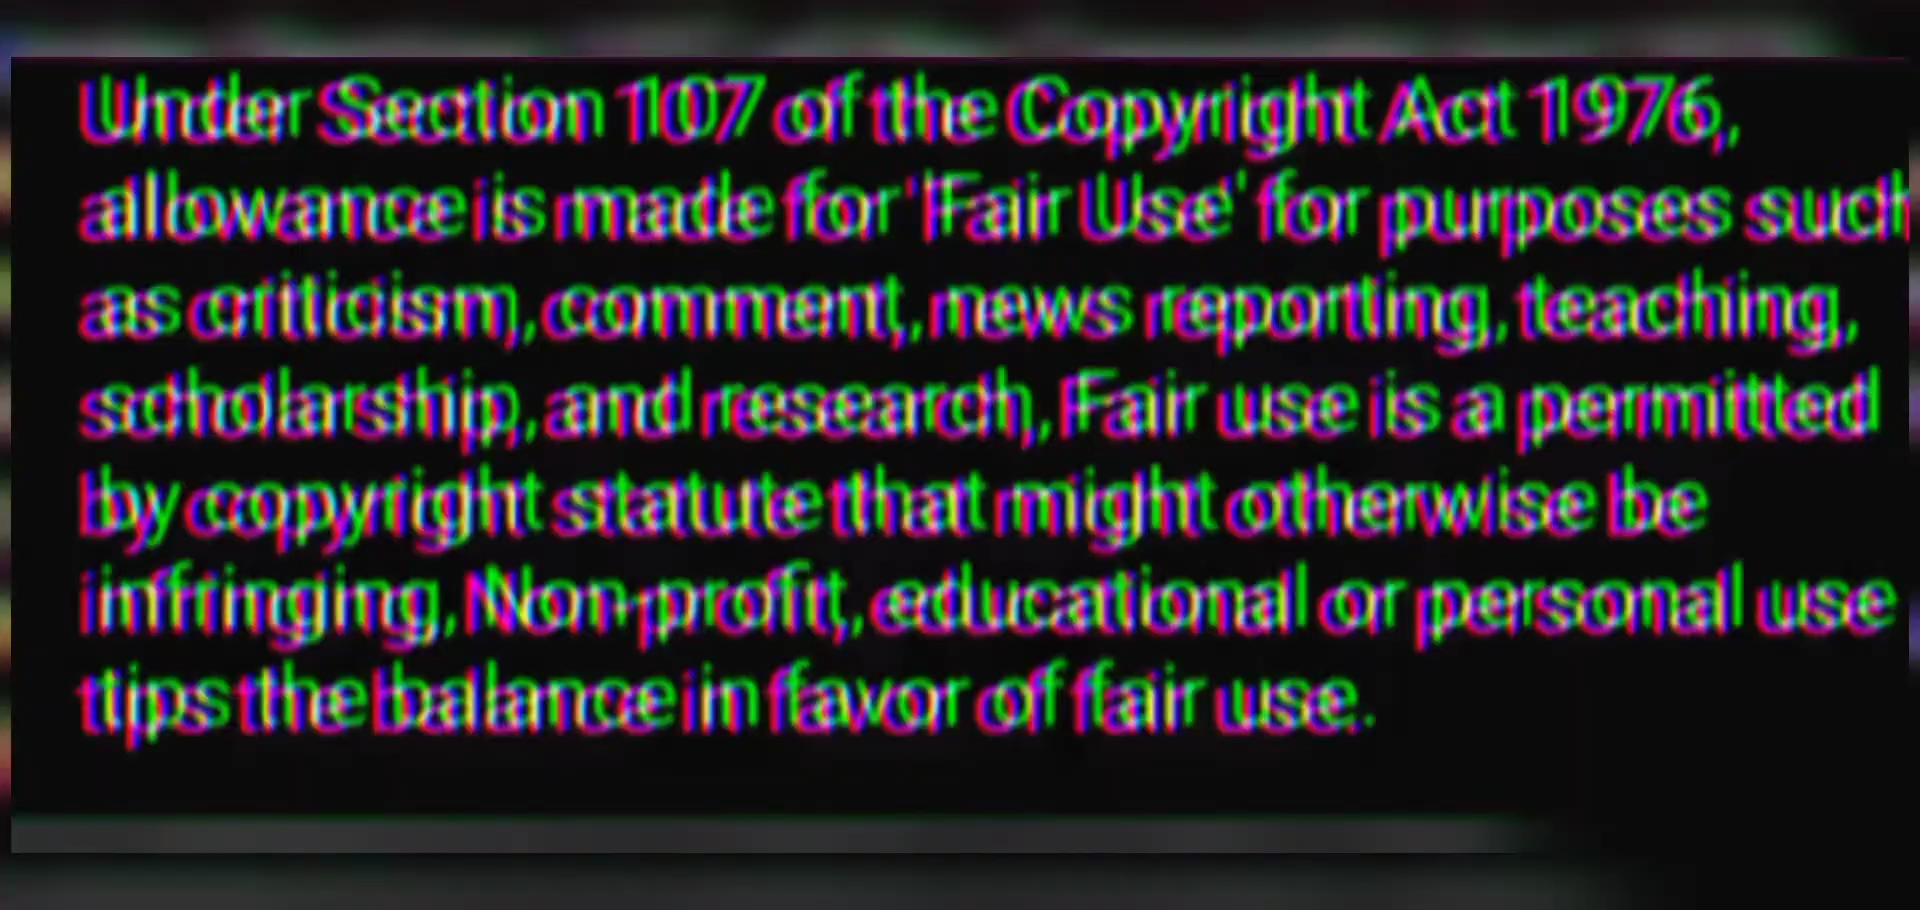 Under Section 107 of the Copyright Act 1976,
allowance is made for 'Fair Use' for purposes such
as criticism, comment, news reporting, teaching,
scholarship, and research, Fair use is a permitted
by copyright statute that might otherwise be
infringing, Non-profit, educational or personal use
tips the balance in favor of fair use.